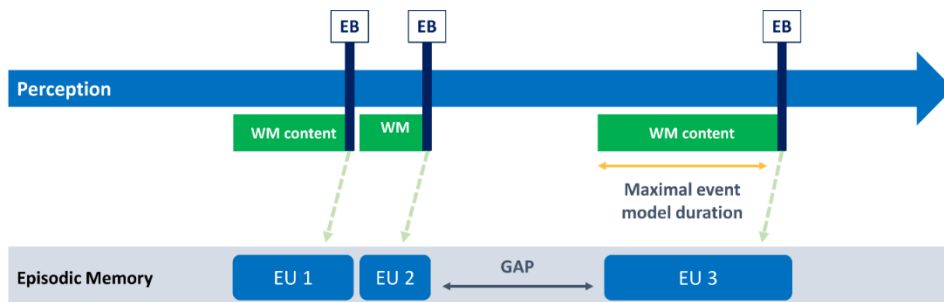 EB
EB
EB
Perception
WM content
WM
WM content
Maximal event
model duration
Episodic Memory
EU 1
EU 2
GAP
EU 3